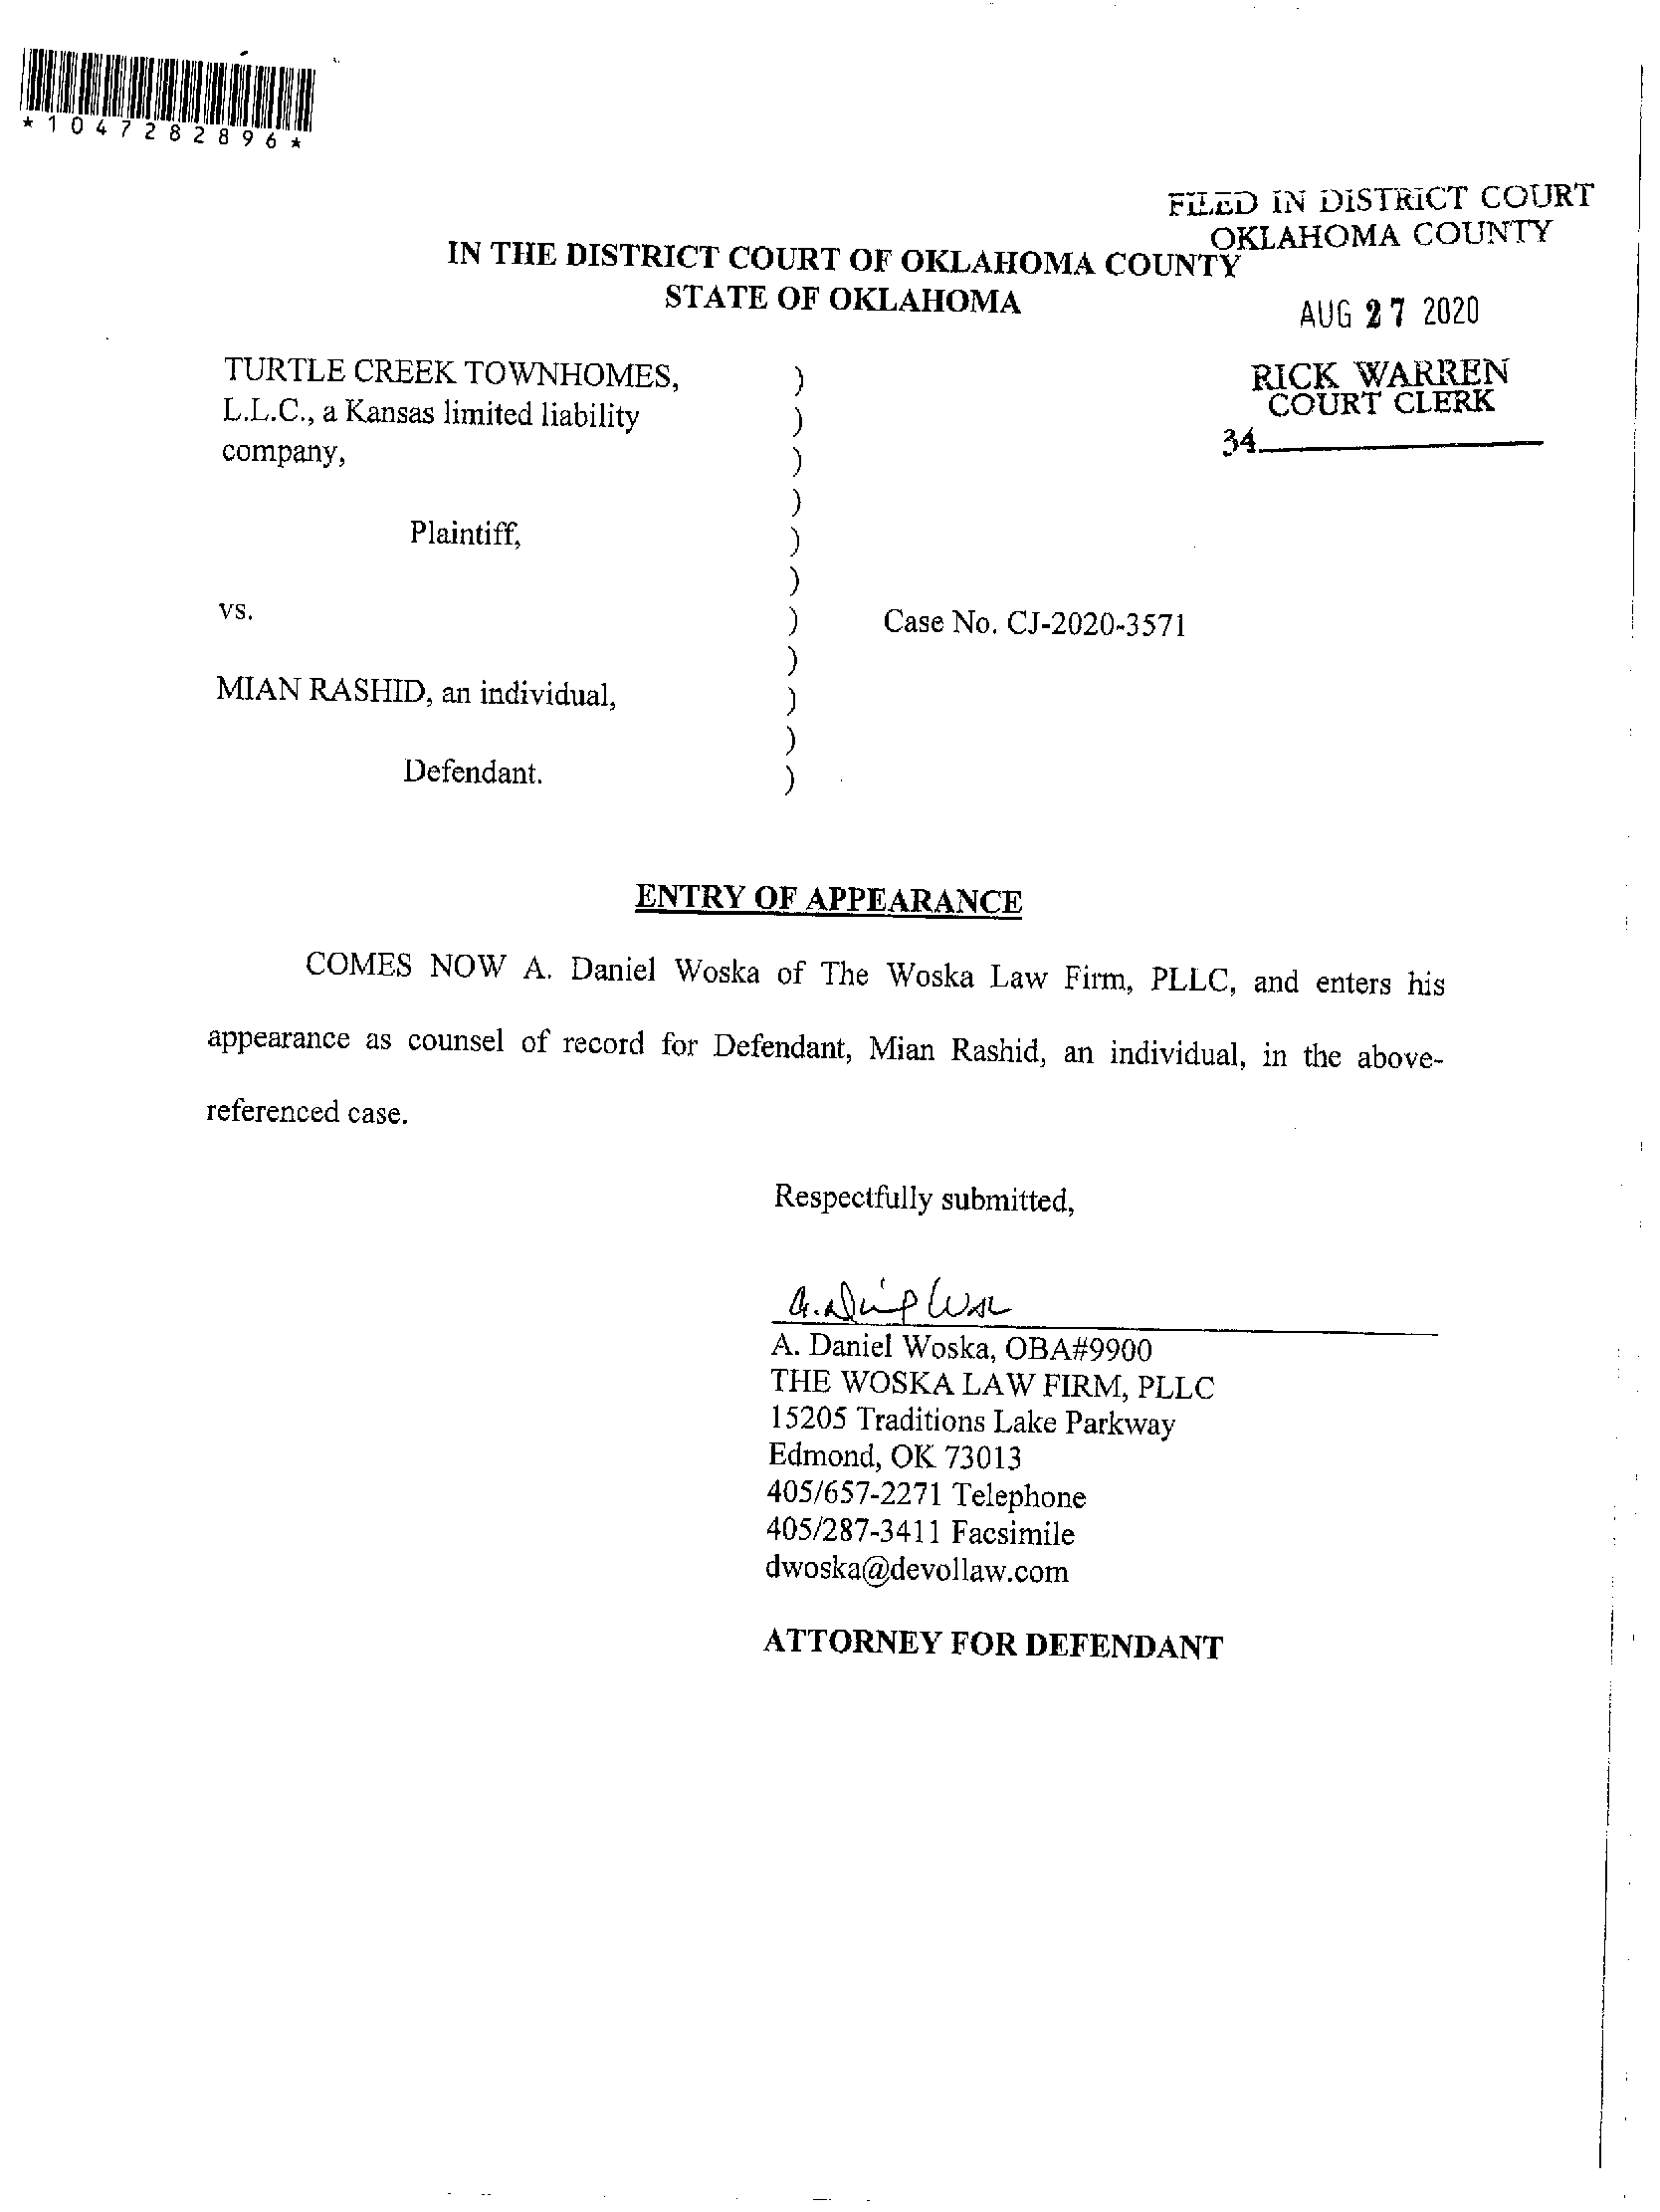 *1047282896*
FILED IN DISTRICT COURT
OKLAHOMA COUNTY
IN THE DISTRICT COURT OF OKLAHOMA COUNTY
STATE OF OKLAHOMA
AUG 27 2020
RICK WARREN
COURT CLERK
34
TURTLE CREEK TOWNHOMES, )
L.L.C., a Kansas limited liability )
company, )
)
Plaintiff, )
)
vs. ) Case No. CJ-2020-3571
)
MIAN RASHID, an individual, )
)
Defendant. )
ENTRY OF APPEARANCE
COMES NOW A. Daniel Woska of The Woska Law Firm, PLLC, and enters his
appearance as counsel of record for Defendant, Mian Rashid, an individual, in the above-
referenced case.
Respectfully submitted,
A. Daniel Woska, OBA#9900
THE WOSKA LAW FIRM, PLLC
15205 Traditions Lake Parkway
Edmond, OK 73013
405/657-2271 Telephone
405/287-3411 Facsimile
dwoska@devollaw.com
ATTORNEY FOR DEFENDANT